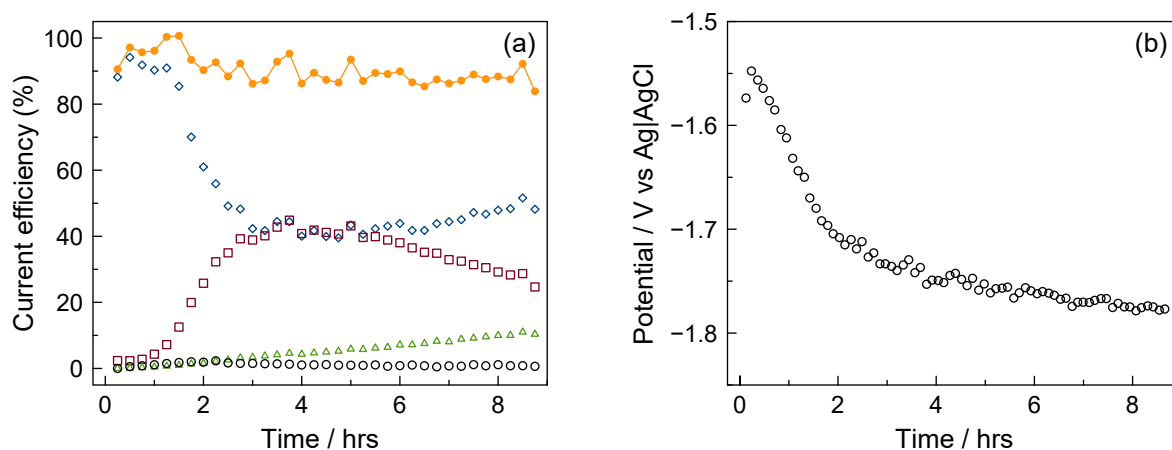 (a)
Current efficiency (%)
100
80
60
40
20
0
0 2 4 6 8
Time / hrs
(b)
Potential / V vs Ag|AgCl
−1.5
−1.6
−1.7
−1.8
0 2 4 6 8
Time / hrs